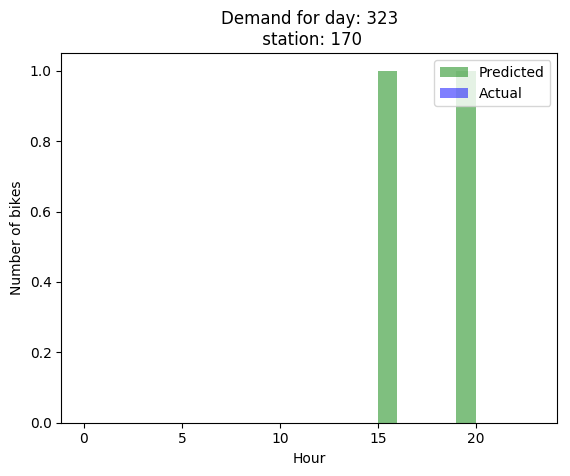 Demand for day: 323
station: 170
Predicted
Actual
Number of bikes
1.0
0.8
0.6
0.4
0.2
0.0
0 5 10 15 20
Hour